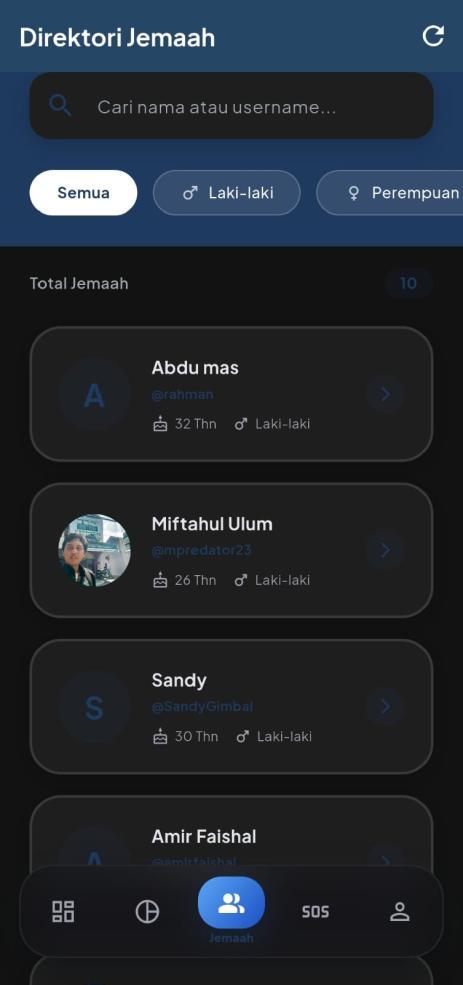 Direktori Jemaah
Cari nama atau username...
Semua
Laki-laki
Perempuan
Total Jemaah
10
A
Abdu mas
@rahman
32 Thn
Laki-laki
Miftahul Ulum
@mpredator23
26 Thn
Laki-laki
S
Sandy
@SandyGimbal
30 Thn
Laki-laki
A
Amir Faishal
@amirfaishal
SOS
Jemaah